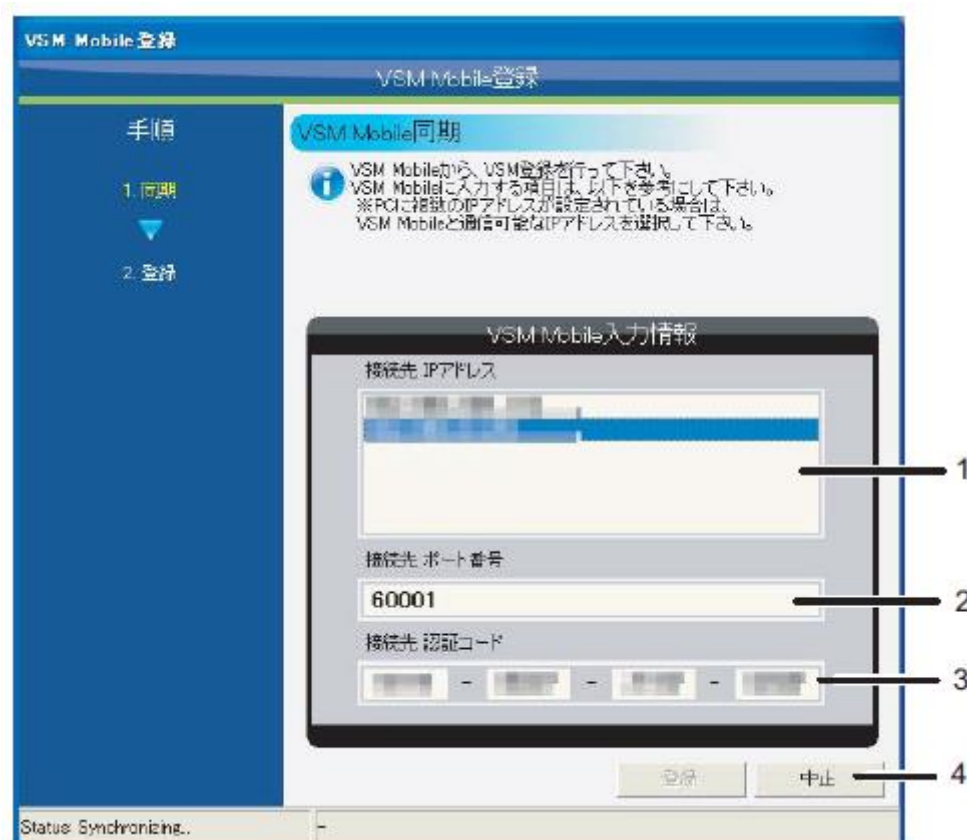 VSM Mobile登録
VSM Mobile登録
手順
1. 同期
2. 登録
VSM Mobile同期
VSM Mobileから、VSM登録を行って下さい。
VSM Mobileに入力する項目は、以下を参考にして下さい。
※PCに複数のIPアドレスが設定されている場合は、
VSM Mobileと通信可能なIPアドレスを選択して下さい。
VSM Mobile入力情報
接続先 IPアドレス
1
接続先 ポート番号
60001
2
接続先 認証コード
- - -
3
登録
中止
4
Status: Synchronizing..
-